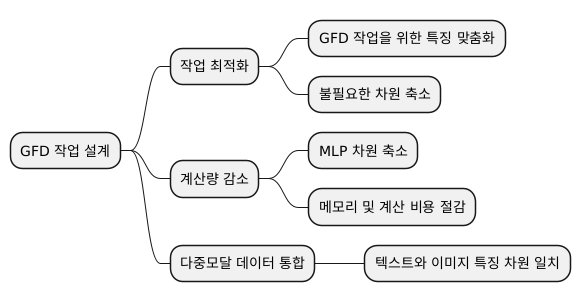 GFD 작업 설계
작업 최적화
GFD 작업을 위한 특징 맞춤화
불필요한 차원 축소
계산량 감소
MLP 차원 축소
메모리 및 계산 비용 절감
다중모달 데이터 통합
텍스트와 이미지 특징 차원 일치